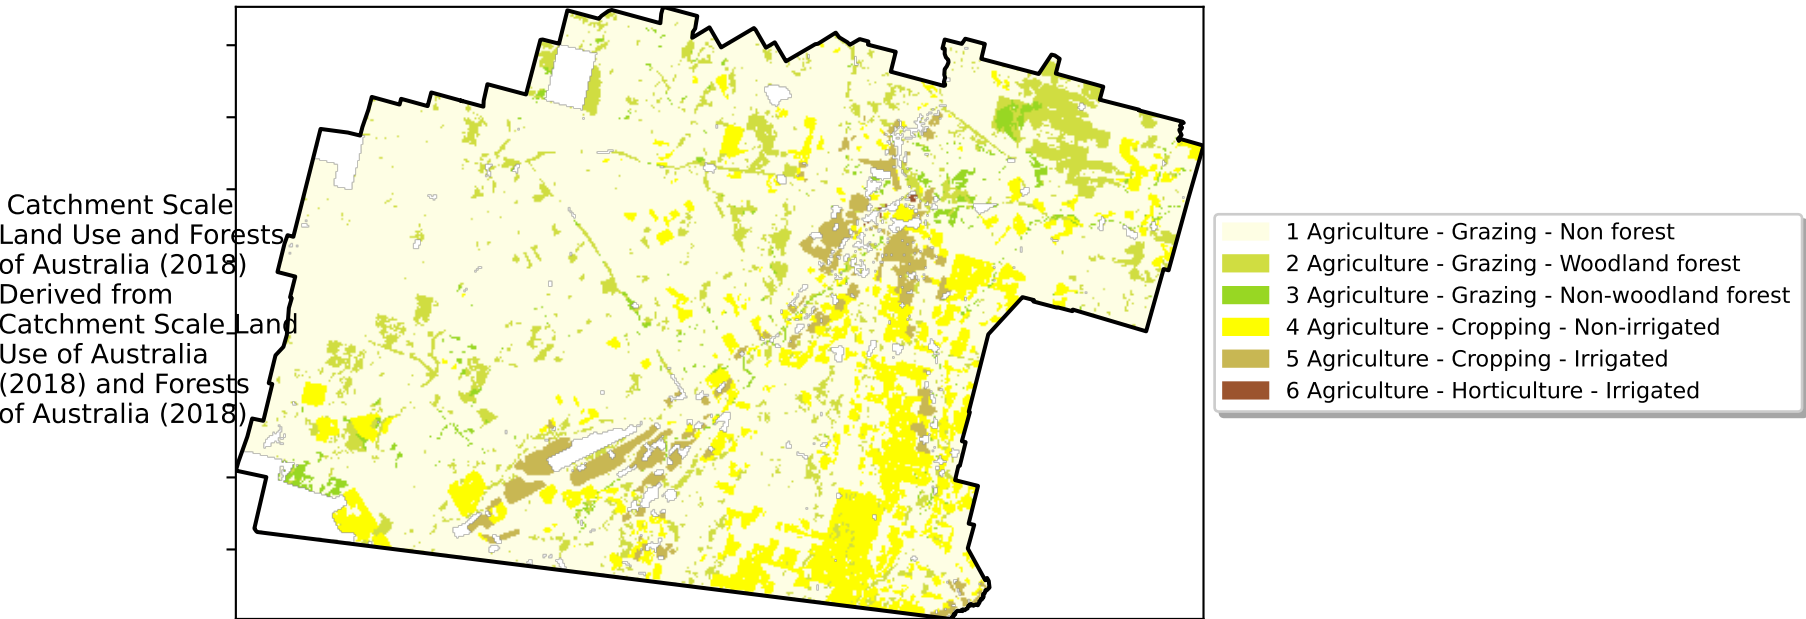 Catchment Scale
Land Use and Forests
of Australia (2018)
Derived from
Catchment Scale Land
Use of Australia
(2018) and Forests
of Australia (2018)
1 Agriculture - Grazing - Non forest
2 Agriculture - Grazing - Woodland forest
3 Agriculture - Grazing - Non-woodland forest
4 Agriculture - Cropping - Non-irrigated
5 Agriculture - Cropping - Irrigated
6 Agriculture - Horticulture - Irrigated